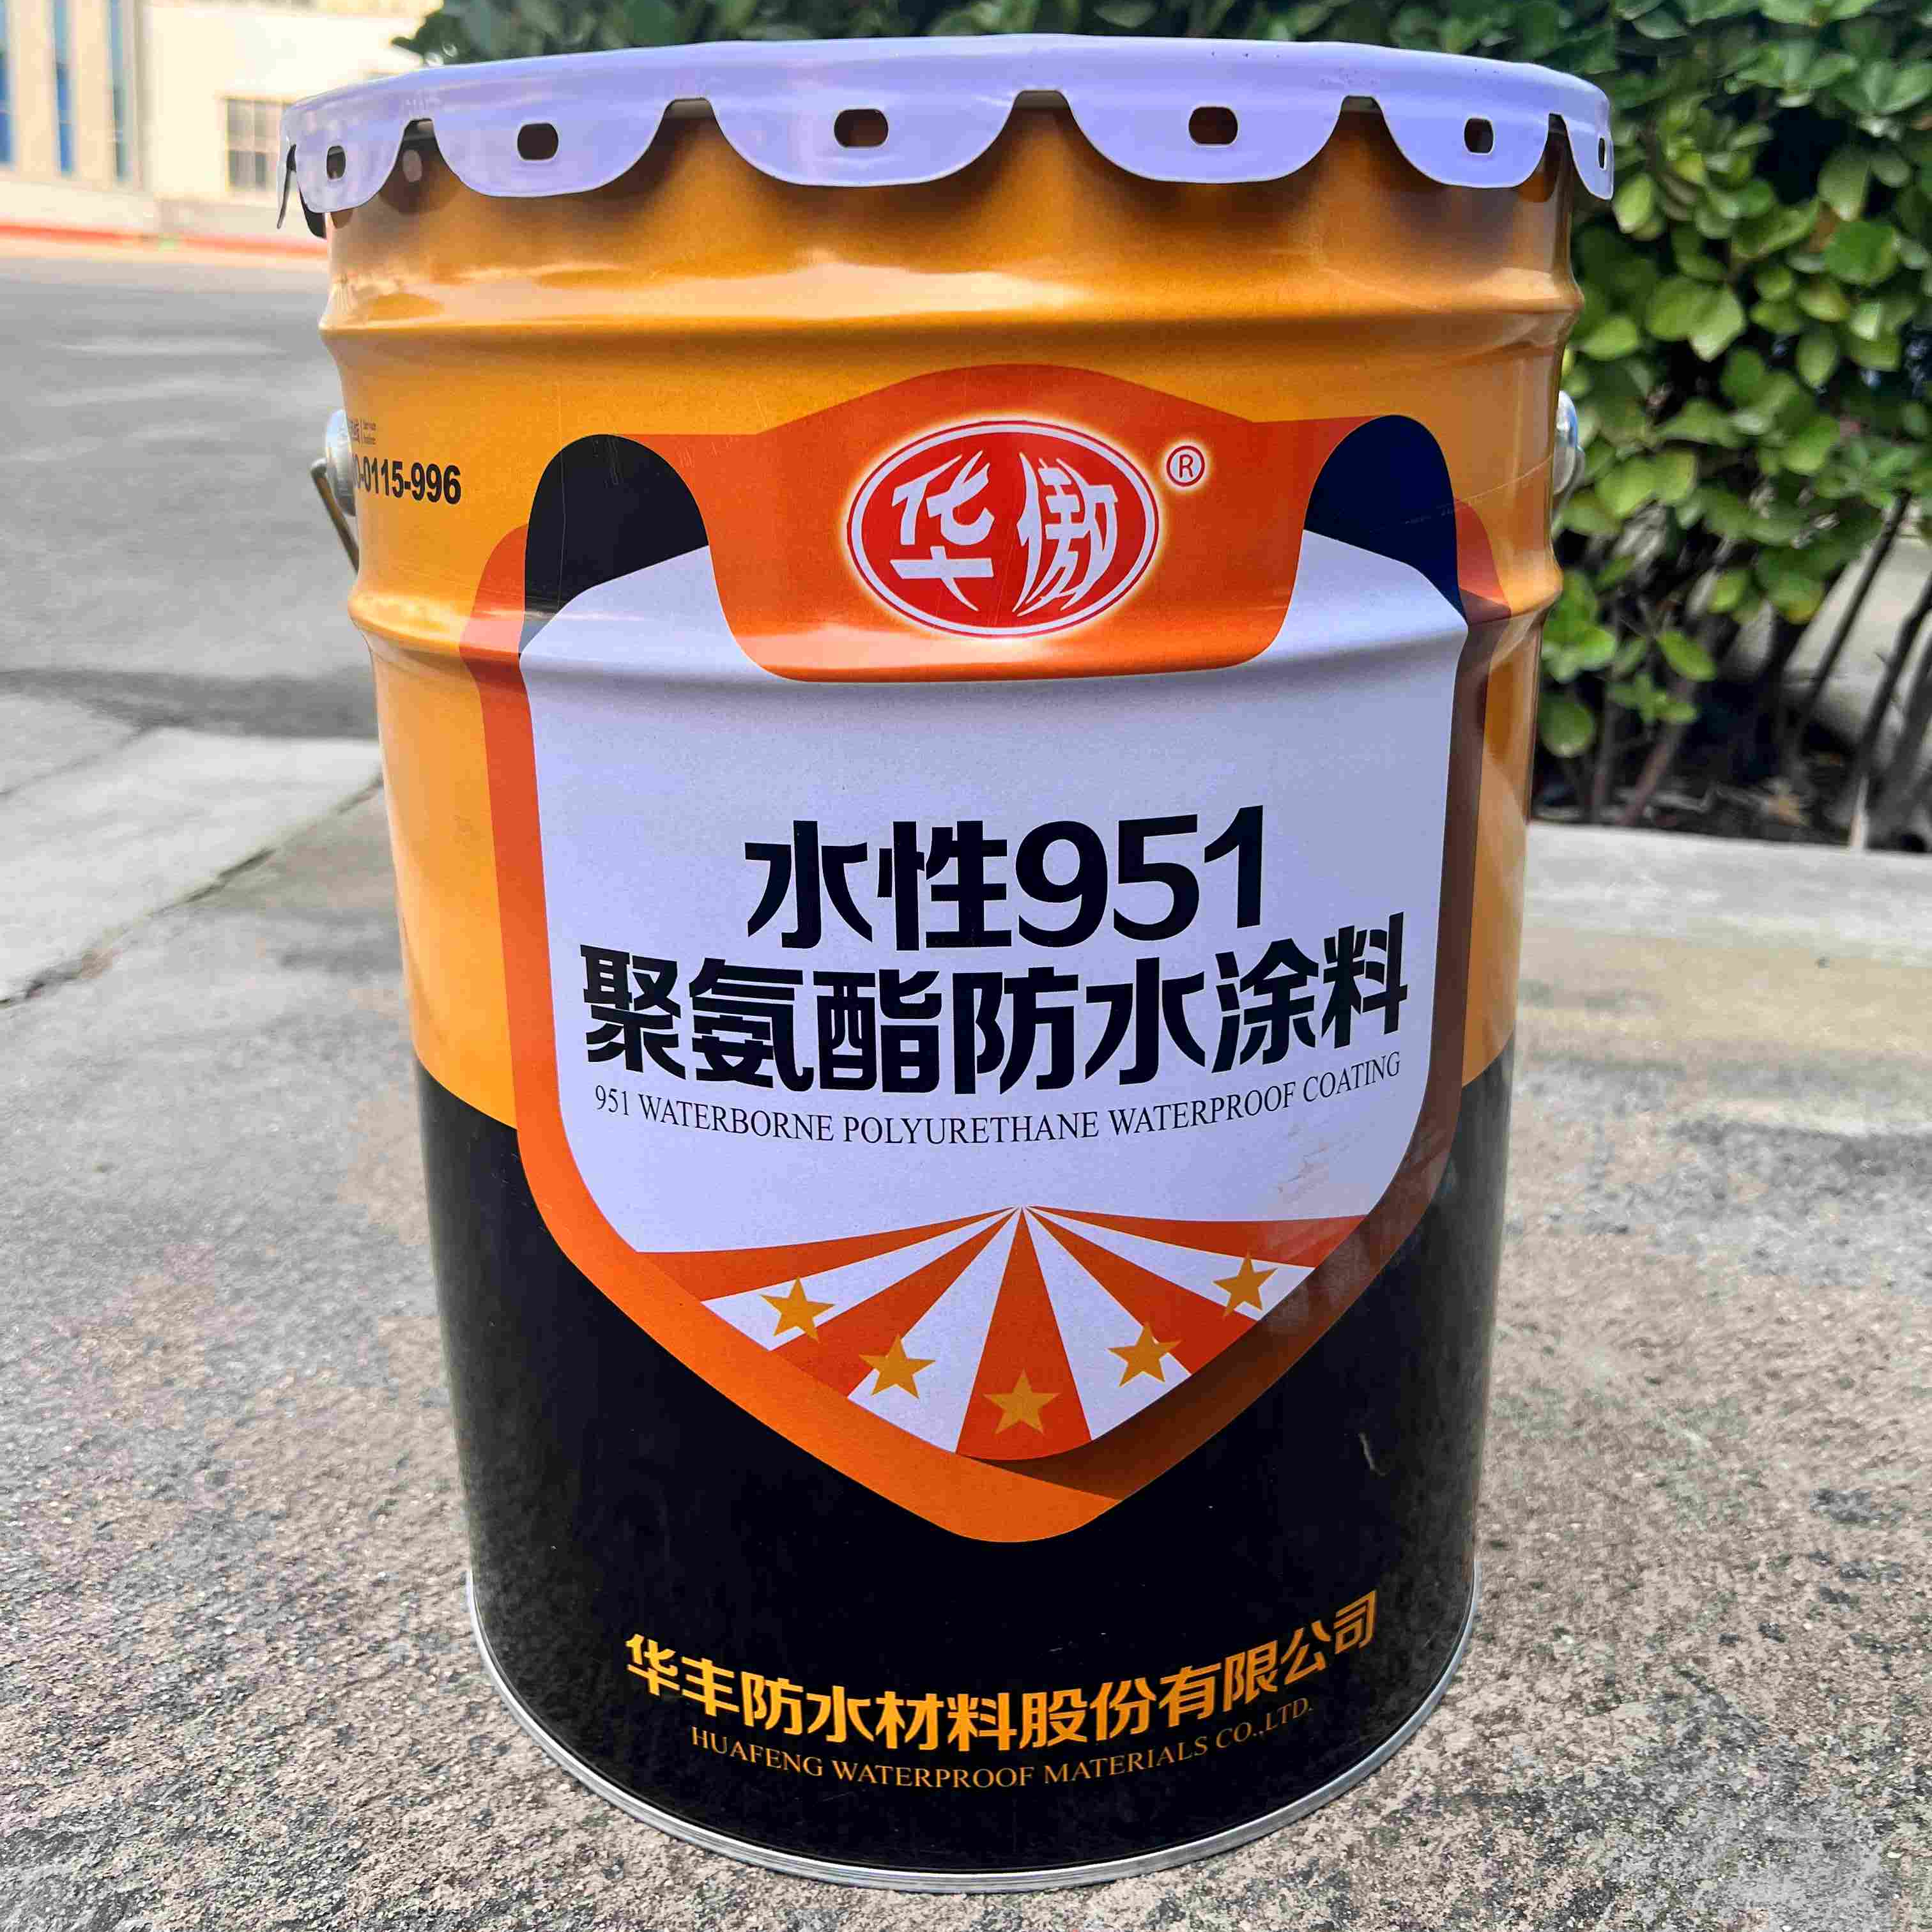 华傲®
0-0115-996
水性951
聚氨酯防水涂料
951 WATERBORNE POLYURETHANE WATERPROOF COATING
华丰防水材料股份有限公司
HUAFENG WATERPROOF MATERIALS CO.,LTD.